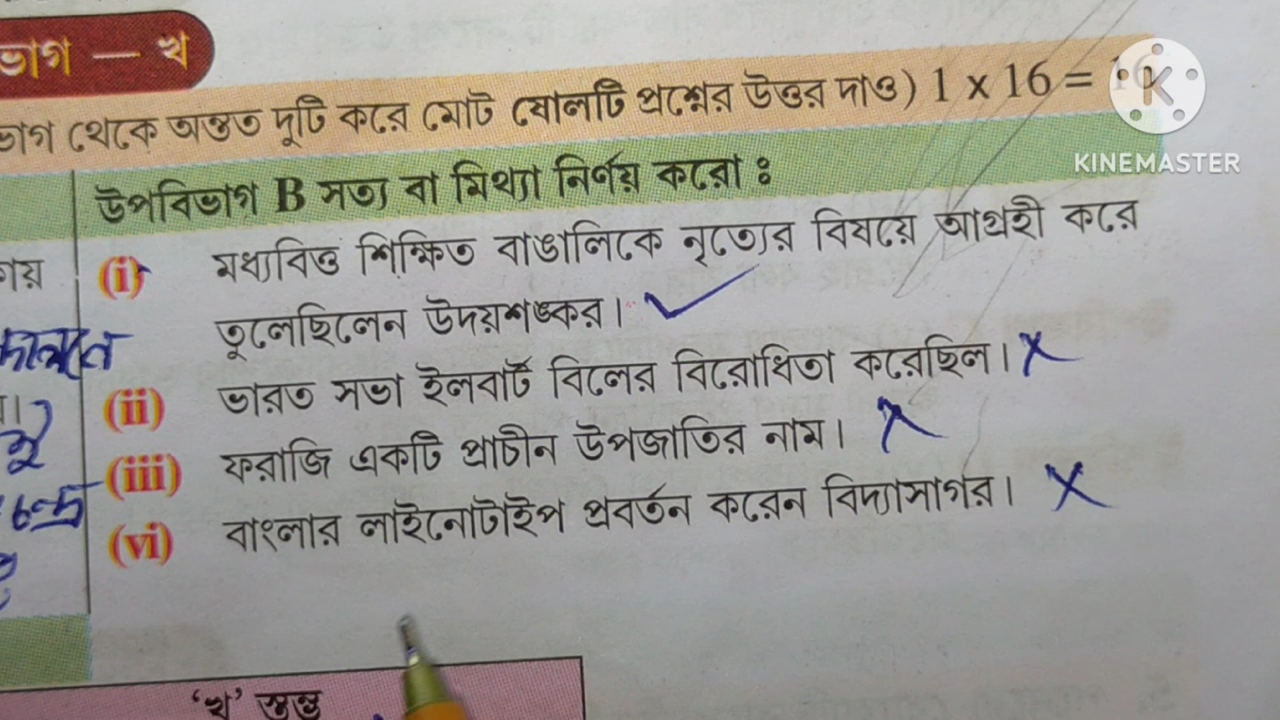 ভাগ — খ
ভাগ থেকে অন্তত দুটি করে মোট ষোলটি প্রশ্নের উত্তর দাও) 1 x 16 = 16
KINEMASTER
উপবিভাগ B সত্য বা মিথ্যা নির্ণয় করো :
(i) মধ্যবিত্ত শিক্ষিত বাঙালিকে নৃত্যের বিষয়ে আগ্রহী করে
তুলেছিলেন উদয়শঙ্কর।
(ii) ভারত সভা ইলবার্ট বিলের বিরোধিতা করেছিল।
(iii) ফরাজি একটি প্রাচীন উপজাতির নাম।
(vi) বাংলার লাইনোটাইপ প্রবর্তন করেন বিদ্যাসাগর।
‘খ’ স্তম্ভ